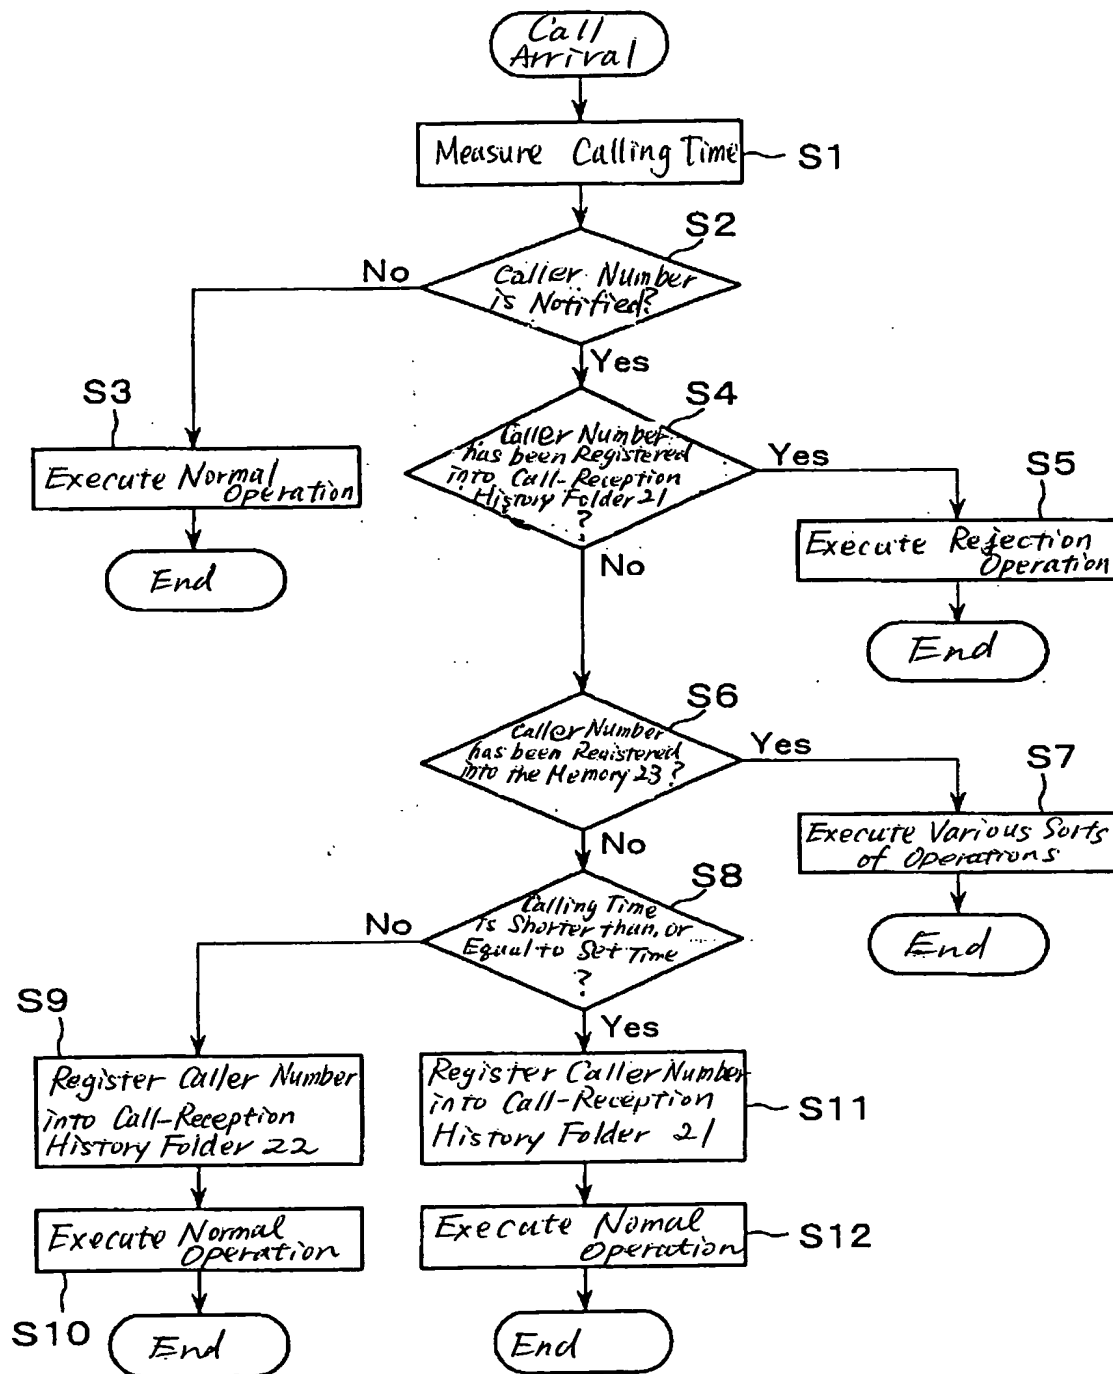 Call
Arrival
Measure Calling Time
S1
S2
Caller Number
is Notified?
No
Yes
S3
Execute Normal
Operation
End
S4
Caller Number
has been Registered
into Call-Reception
History Folder 21
?
Yes
No
S5
Execute Rejection
Operation
End
S6
Caller Number
has been Registered
into the Memory 23?
Yes
No
S7
Execute Various Sorts
of Operations
End
S8
Calling Time
is Shorter than, or
Equal to Set Time
?
No
Yes
S9
Register Caller Number
into Call-Reception
History Folder 22
Execute Normal
Operation
S10
End
Register Caller Number
into Call-Reception
History Folder 21
S11
Execute Nomal
Operation
S12
End